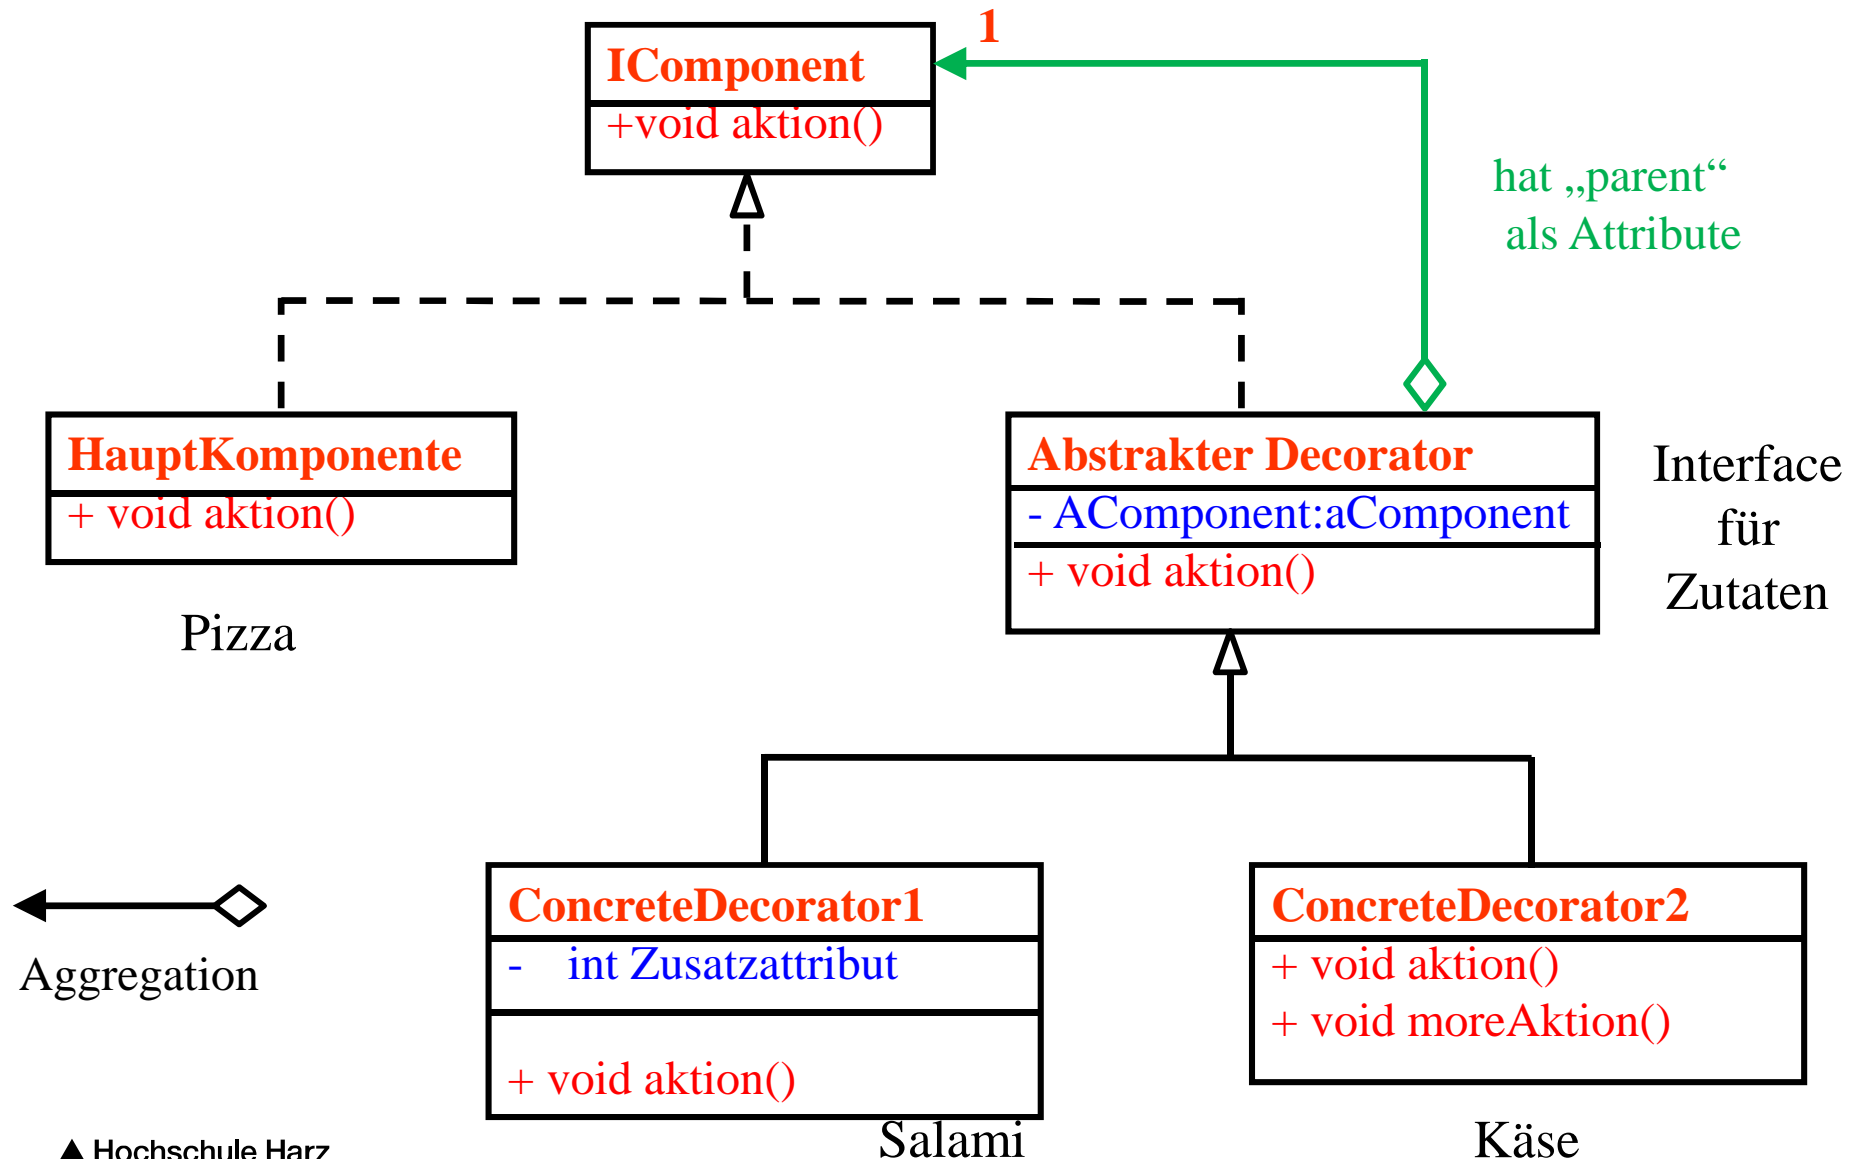 1
IComponent
+void aktion()
hat „parent“
als Attribute
HauptKomponente
+ void aktion()
Pizza
Abstrakter Decorator
- AComponent:aComponent
+ void aktion()
Interface
für
Zutaten
Aggregation
ConcreteDecorator1
- int Zusatzattribut
+ void aktion()
Salami
ConcreteDecorator2
+ void aktion()
+ void moreAktion()
Käse
Hochschule Harz